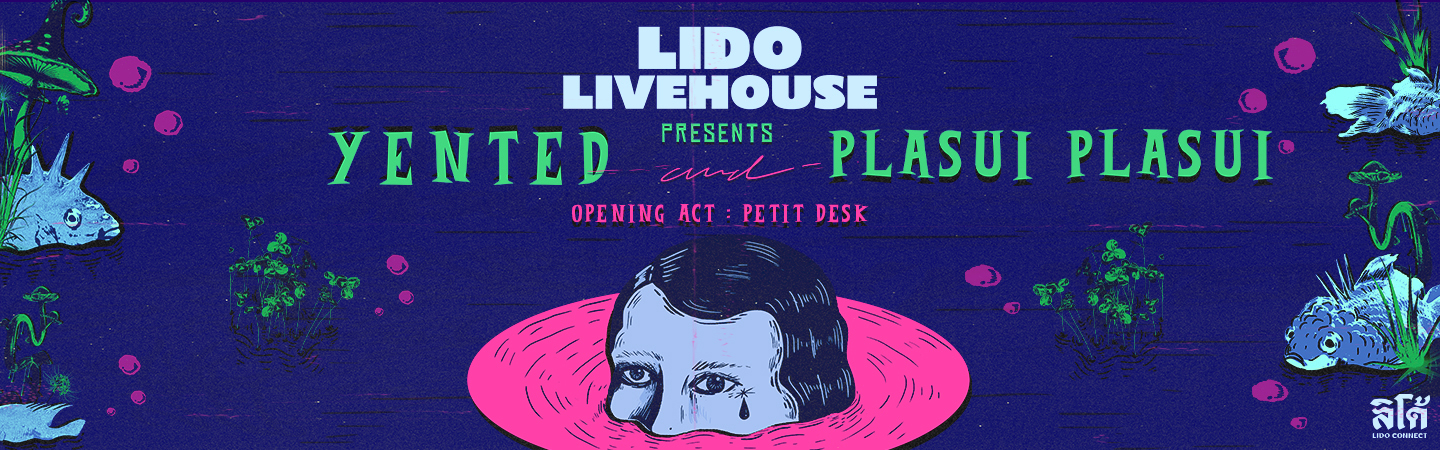 LIDO
LIVEHOUSE
PRESENTS
YENTED and PLASUI PLASUI
OPENING ACT : PETIT DESK
ลิโด้
LIDO CONNECT